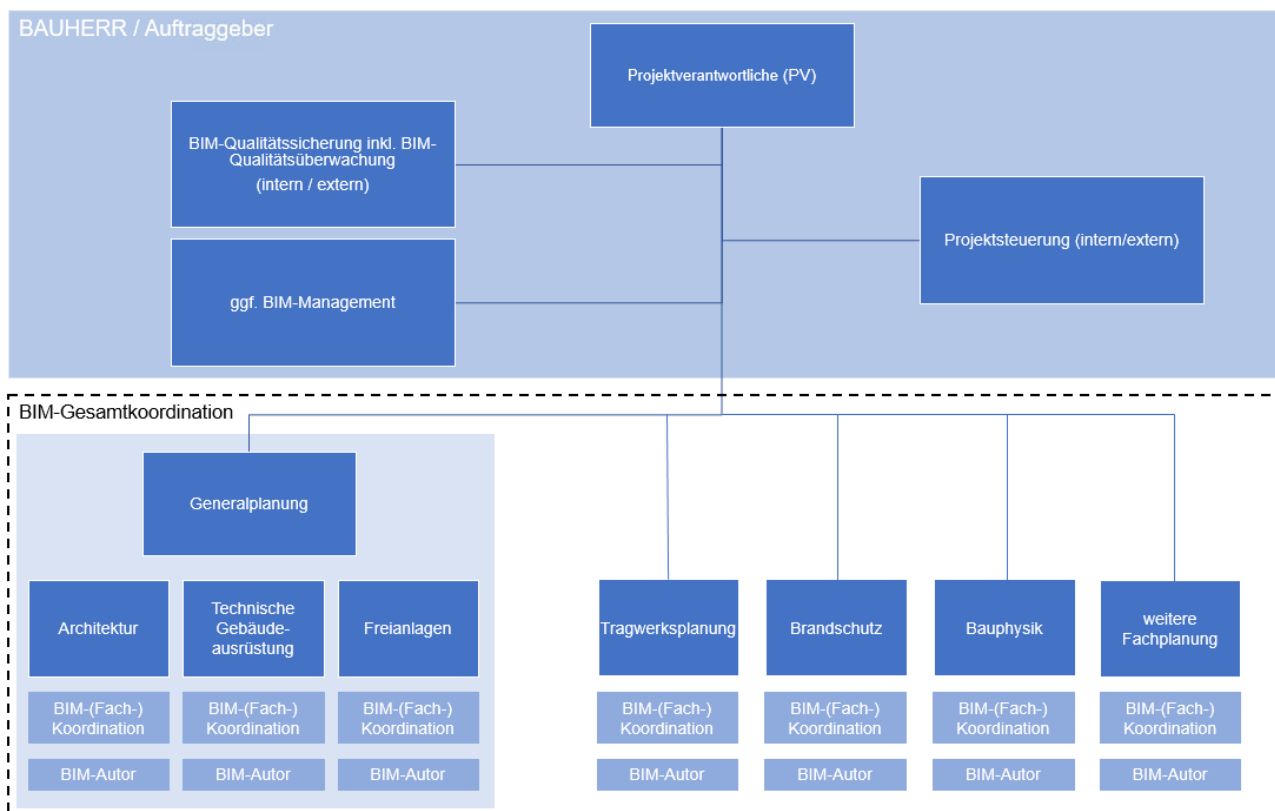 BAUHERR / Auftraggeber
Projektverantwortliche (PV)
BIM-Qualitätssicherung inkl. BIM-
Qualitätsüberwachung
(intern / extern)
Projektsteuerung (intern/extern)
ggf. BIM-Management
BIM-Gesamtkoordination
Generalplanung
Architektur
Technische
Gebäude-
ausrüstung
Freianlagen
Tragwerksplanung
Brandschutz
Bauphysik
weitere
Fachplanung
BIM-(Fach-)
Koordination
BIM-(Fach-)
Koordination
BIM-(Fach-)
Koordination
BIM-(Fach-)
Koordination
BIM-(Fach-)
Koordination
BIM-(Fach-)
Koordination
BIM-(Fach-)
Koordination
BIM-Autor
BIM-Autor
BIM-Autor
BIM-Autor
BIM-Autor
BIM-Autor
BIM-Autor